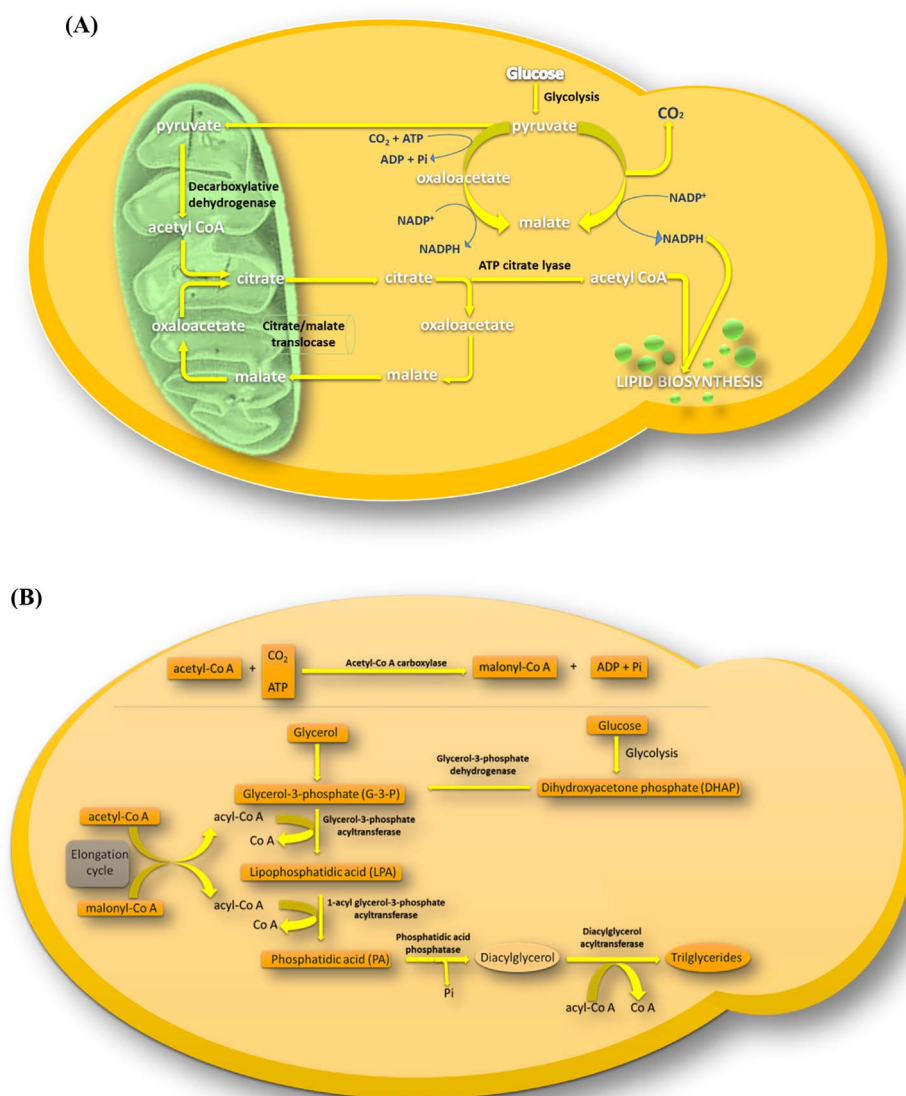 (A)
Glucose
Glycolysis
CO₂
pyruvate
pyruvate
CO₂ + ATP
ADP + Pi
oxaloacetate
Decarboxylative
dehydrogenase
NADP⁺
NADP⁺
malate
acetyl CoA
NADPH
NADPH
ATP citrate lyase
citrate
citrate
acetyl CoA
oxaloacetate
Citrate/malate
translocase
oxaloacetate
malate
malate
LIPID BIOSYNTHESIS
(B)
acetyl-Co A
+
CO₂
ATP
Acetyl-Co A carboxylase
malonyl-Co A
+
ADP + Pi
Glycerol
Glucose
Glycolysis
Glycerol-3-phosphate
dehydrogenase
Glycerol-3-phosphate (G-3-P)
Dihydroxyacetone phosphate (DHAP)
acetyl-Co A
acyl-Co A
Co A
Glycerol-3-phosphate
acyltransferase
Elongation
cycle
Lipophosphatidic acid (LPA)
malonyl-Co A
acyl-Co A
Co A
1-acyl glycerol-3-phosphate
acyltransferase
Phosphatidic acid (PA)
Phosphatidic acid
phosphatase
Pi
Diacylglycerol
Diacylglycerol
acyltransferase
Trilglycerides
acyl-Co A
Co A